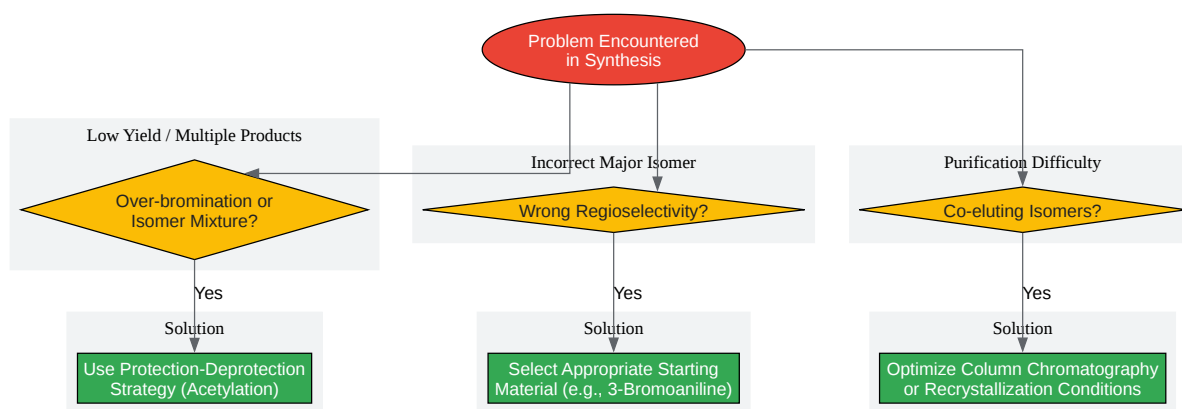 Problem Encountered
in Synthesis
Low Yield / Multiple Products
Over-bromination or
Isomer Mixture?
Yes
Solution
Use Protection-Deprotection
Strategy (Acetylation)
Incorrect Major Isomer
Wrong Regioselectivity?
Yes
Solution
Select Appropriate Starting
Material (e.g., 3-Bromoaniline)
Purification Difficulty
Co-eluting Isomers?
Yes
Solution
Optimize Column Chromatography
or Recrystallization Conditions